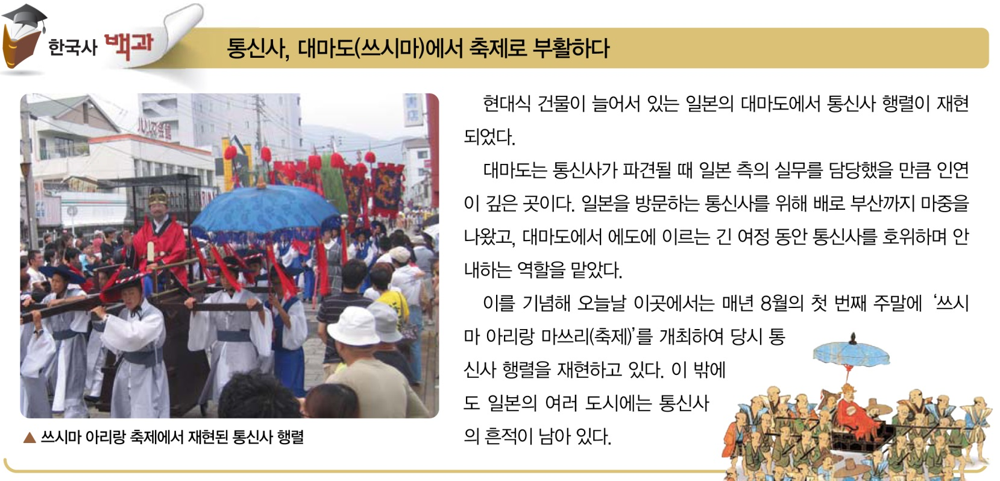 한국사 백과
통신사, 대마도(쓰시마)에서 축제로 부활하다
현대식 건물이 늘어서 있는 일본의 대마도에서 통신사 행렬이 재현
되었다.
대마도는 통신사가 파견될 때 일본 측의 실무를 담당했을 만큼 인연
이 깊은 곳이다. 일본을 방문하는 통신사를 위해 배로 부산까지 마중을
나왔고, 대마도에서 에도에 이르는 긴 여정 동안 통신사를 호위하며 안
내하는 역할을 맡았다.
이를 기념해 오늘날 이곳에서는 매년 8월의 첫 번째 주말에 ‘쓰시
마 아리랑 마쓰리(축제)’를 개최하여 당시 통
신사 행렬을 재현하고 있다. 이 밖에
도 일본의 여러 도시에는 통신사
의 흔적이 남아 있다.
▲ 쓰시마 아리랑 축제에서 재현된 통신사 행렬